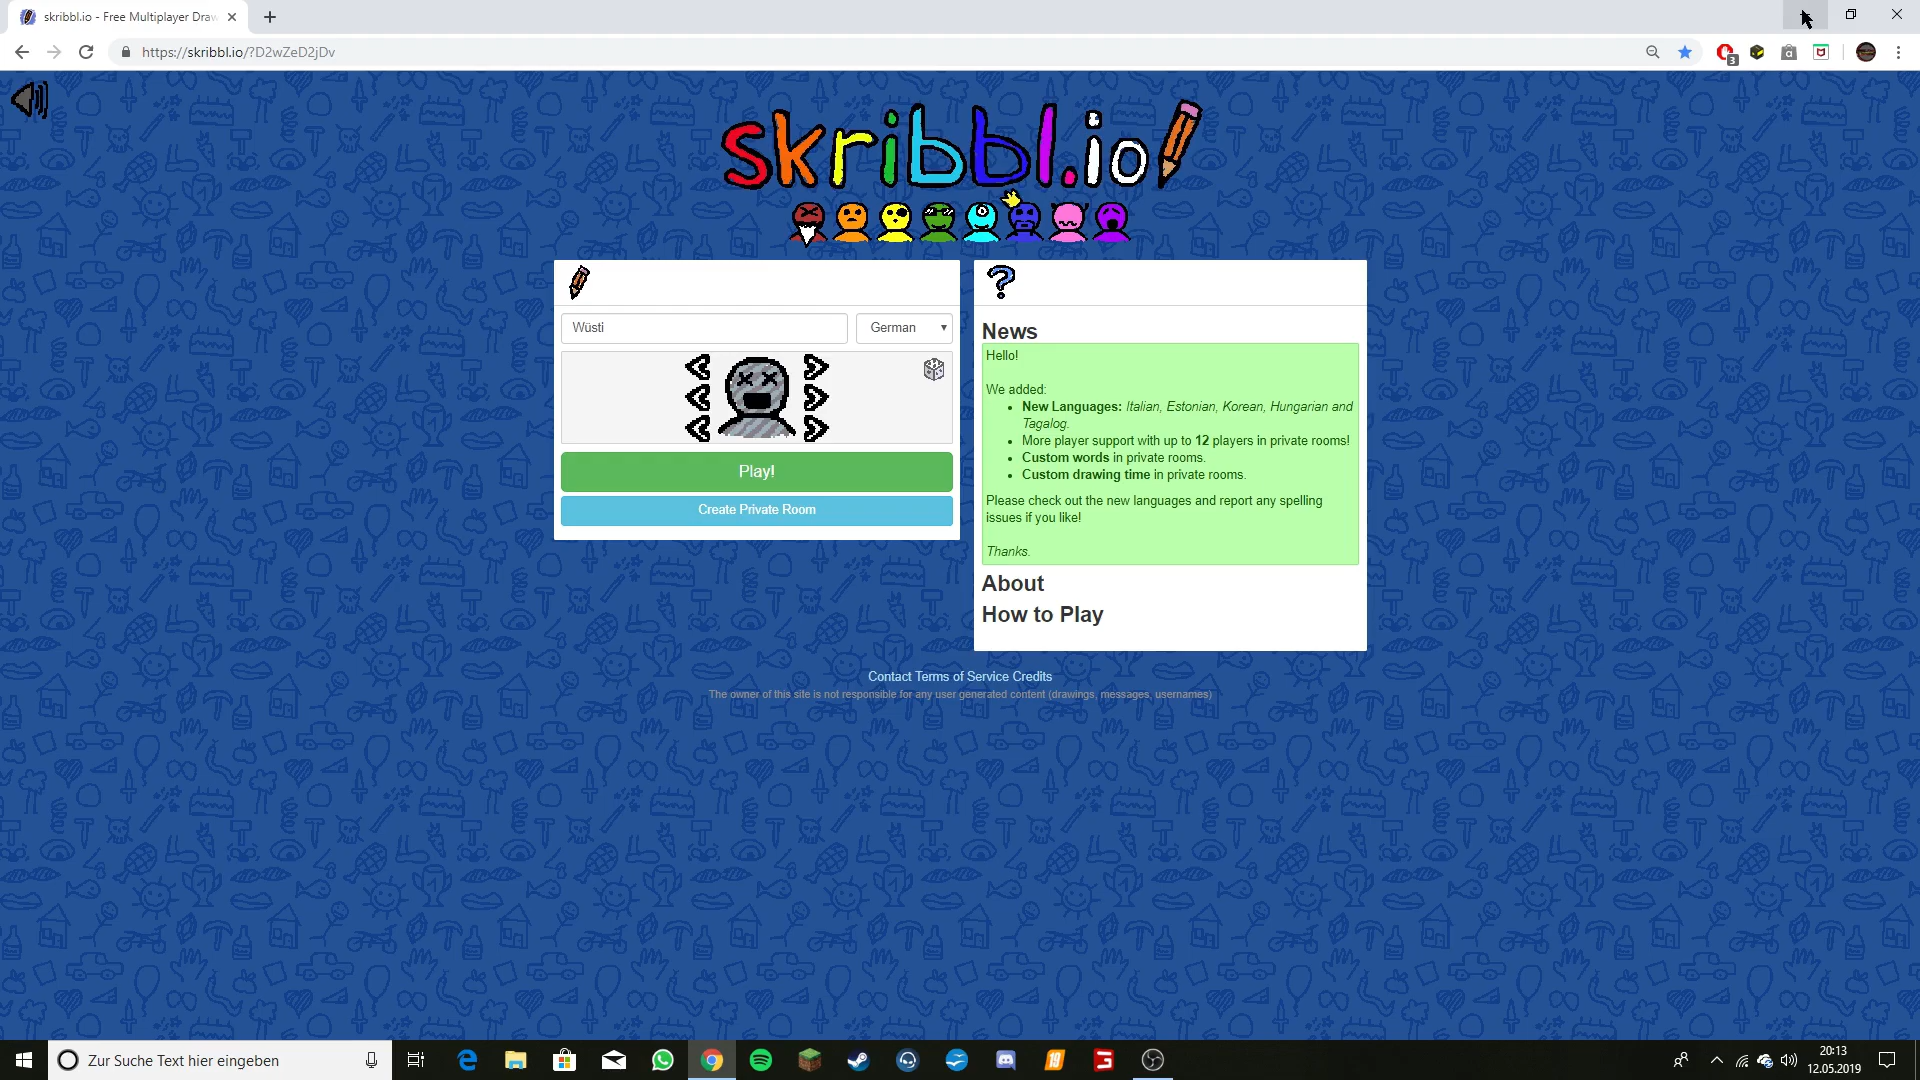 skribbl.io - Free Multiplayer Draw
https://skribbl.io/?D2wZeD2jDv
3
skribbl.io
Wüsti
German
Play!
Create Private Room
News
Hello!
We added:
New Languages: Italian, Estonian, Korean, Hungarian and
Tagalog.
More player support with up to 12 players in private rooms!
Custom words in private rooms.
Custom drawing time in private rooms.
Please check out the new languages and report any spelling
issues if you like!
Thanks.
About
How to Play
Contact Terms of Service Credits
The owner of this site is not responsible for any user generated content (drawings, messages, usernames)
Zur Suche Text hier eingeben
19
20:13
12.05.2019